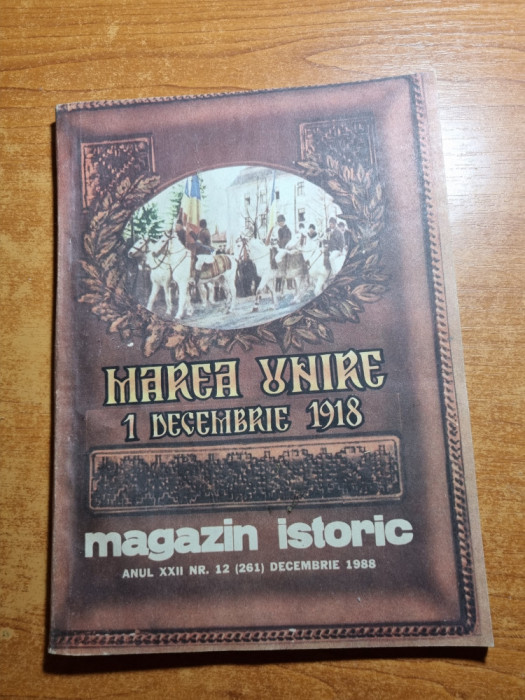 MAREA UNIRE
1 DECEMBRIE 1918
magazin istoric
ANUL XXII NR. 12 (261) DECEMBRIE 1988